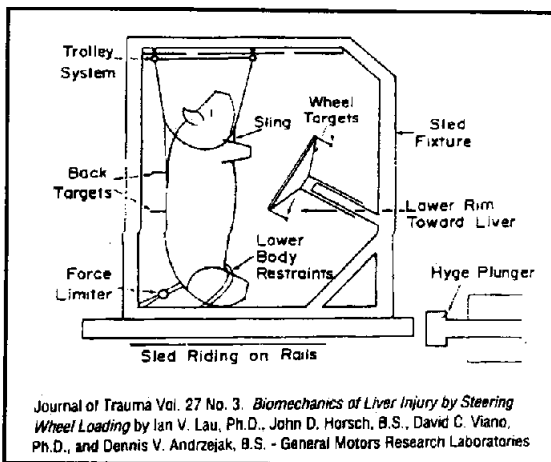 Trolley
System
Sling
Wheel
Targets
Sled
Fixture
Back
Targets
Lower Rim
Toward Liver
Lower
Body
Restraints
Force
Limiter
Hyge Plunger
Sled Riding on Rails
Journal of Trauma Vol. 27 No. 3. Biomechanics of Liver Injury by Steering
Wheel Loading by Ian V. Lau, Ph.D., John D. Horsch, B.S., David C. Viano,
Ph.D., and Dennis V. Andrzejak, B.S. - General Motors Research Laboratories